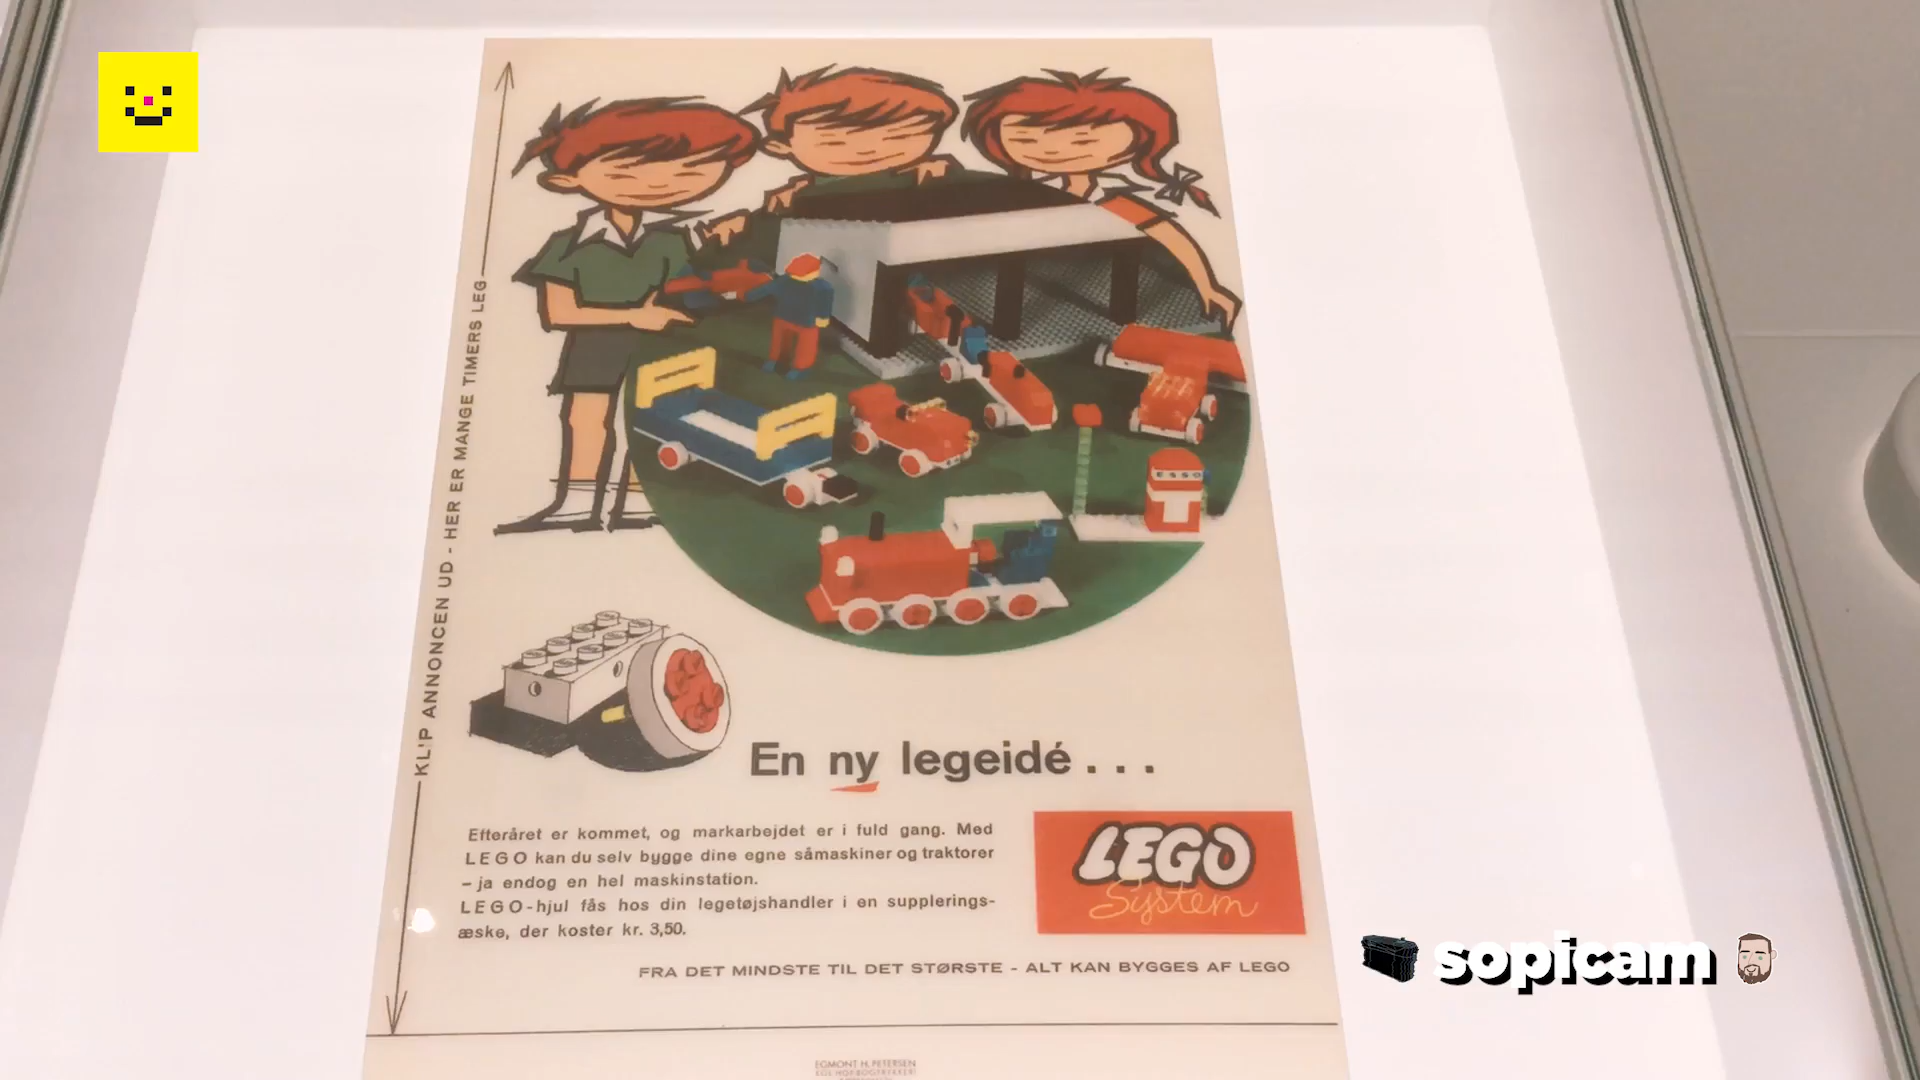 KLIP ANNONCEN UD - HER ER MANGE TIMERS LEG
ESSO
En ny legeidé...
Efteråret er kommet, og markarbejdet er i fuld gang. Med
LEGO kan du selv bygge dine egne såmaskiner og traktorer
– ja endog en hel maskinstation.
LEGO-hjul fås hos din legetøjshandler i en supplerings-
æske, der koster kr. 3,50.
LEGO
System
FRA DET MINDSTE TIL DET STØRSTE - ALT KAN BYGGES AF LEGO
EGMONT H. PETERSEN
KGL. HOF-BOGTRYKKERI
sopicam